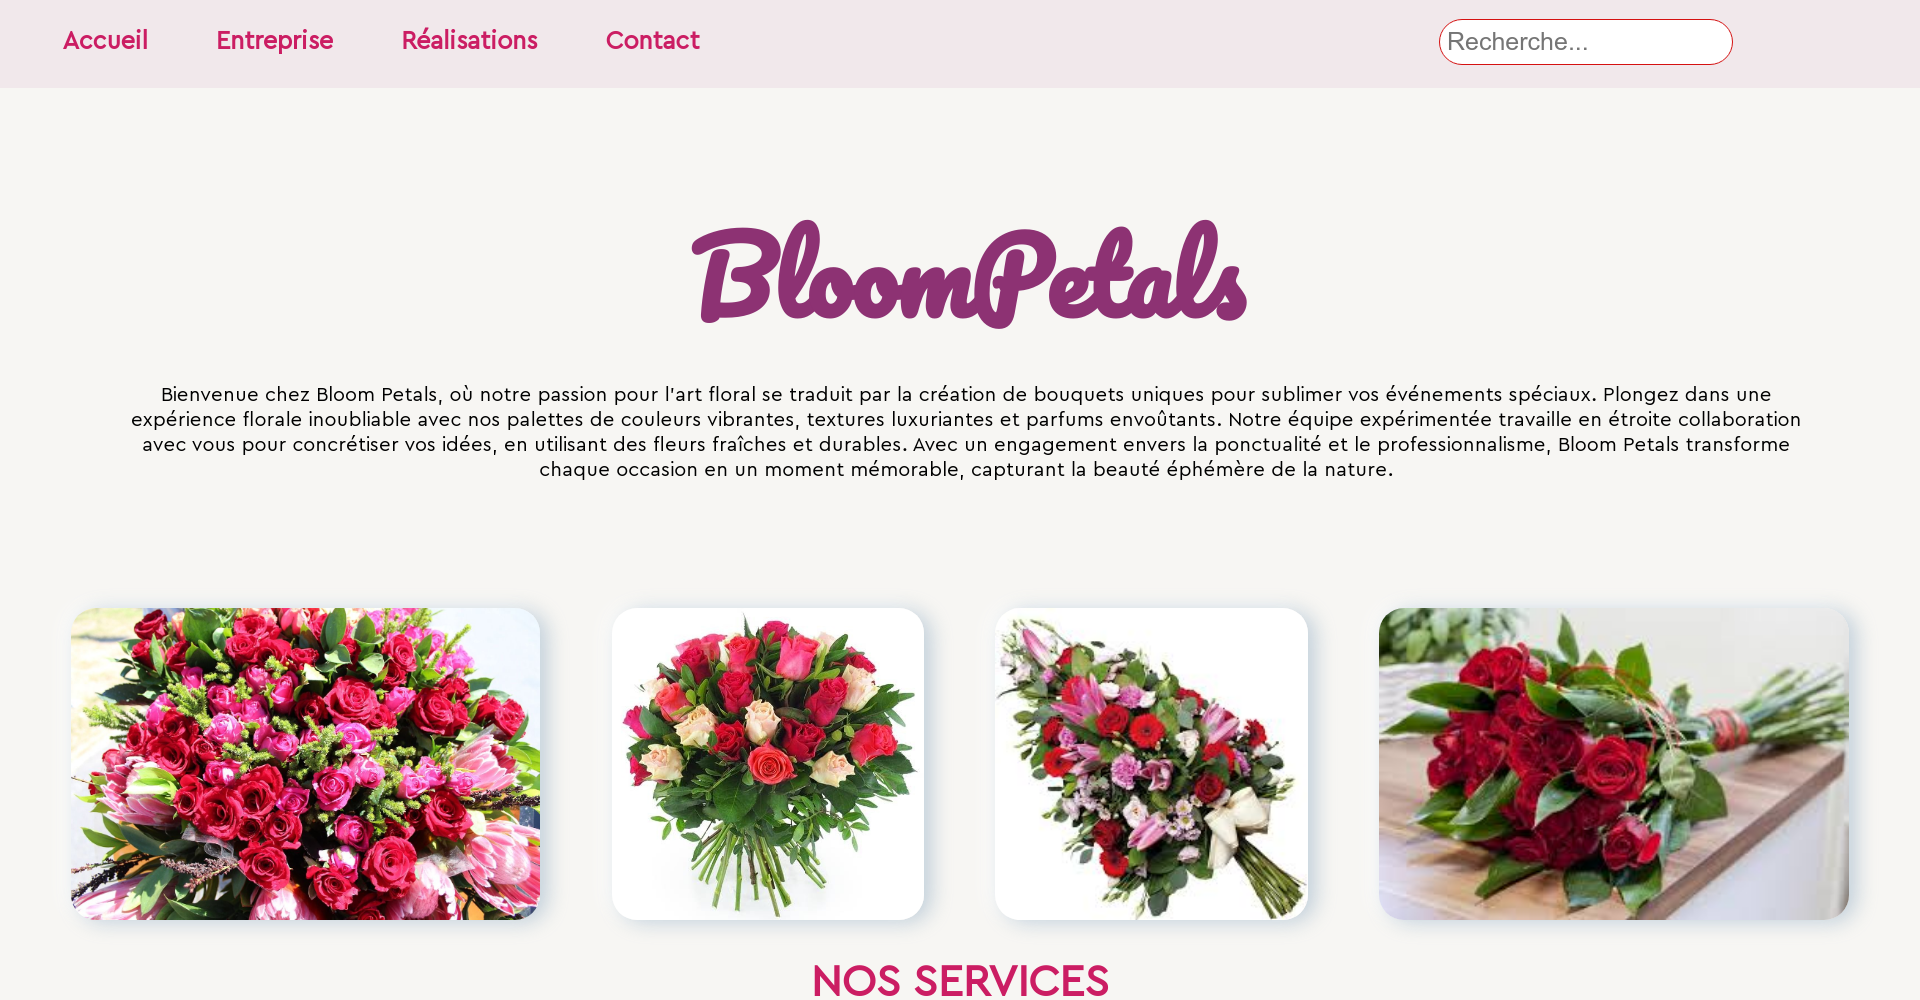 Accueil Entreprise Réalisations Contact Recherche...
BloomPetals
Bienvenue chez Bloom Petals, où notre passion pour l'art floral se traduit par la création de bouquets uniques pour sublimer vos événements spéciaux. Plongez dans une
expérience florale inoubliable avec nos palettes de couleurs vibrantes, textures luxuriantes et parfums envoûtants. Notre équipe expérimentée travaille en étroite collaboration
avec vous pour concrétiser vos idées, en utilisant des fleurs fraîches et durables. Avec un engagement envers la ponctualité et le professionnalisme, Bloom Petals transforme
chaque occasion en un moment mémorable, capturant la beauté éphémère de la nature.
NOS SERVICES